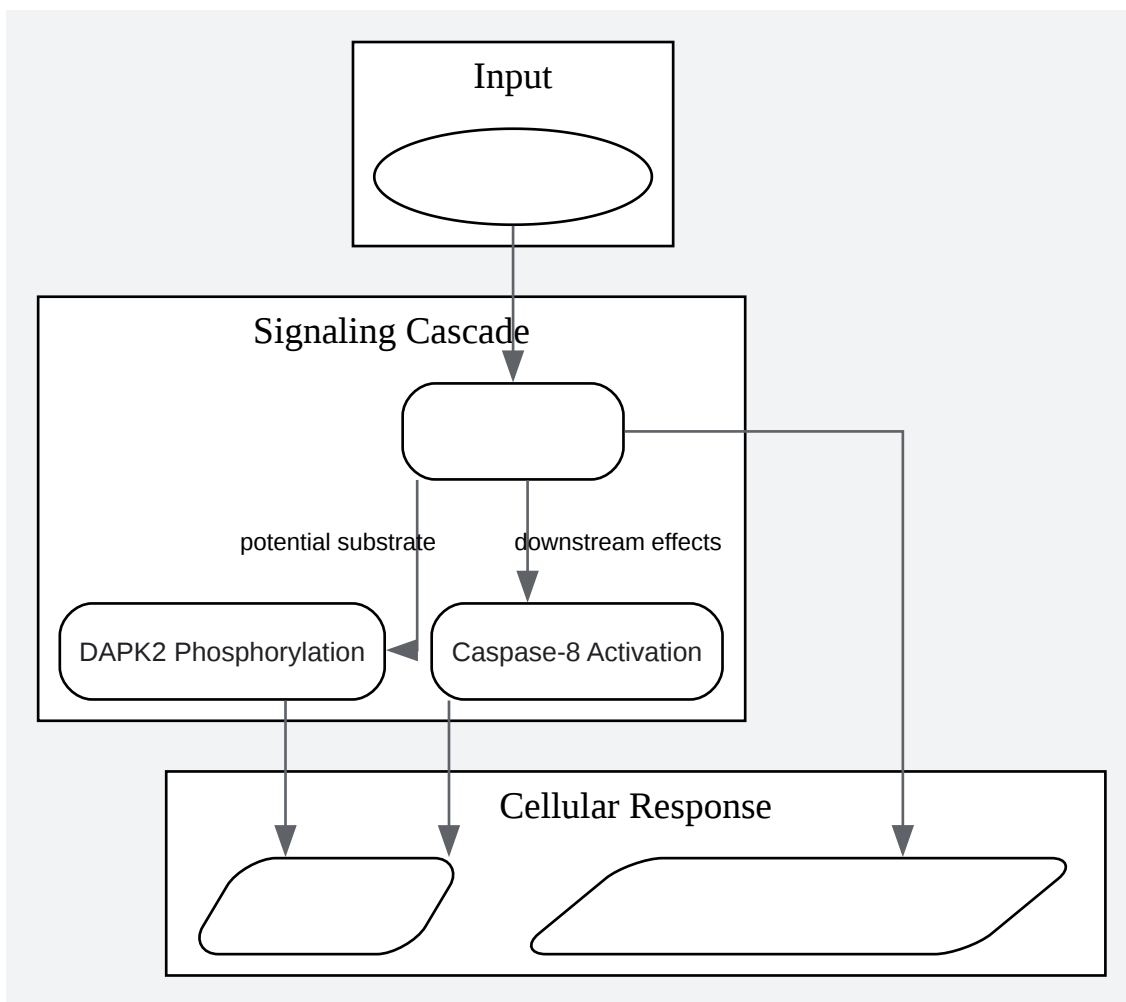 Input
Signaling Cascade
potential substrate
downstream effects
DAPK2 Phosphorylation
Caspase-8 Activation
Cellular Response